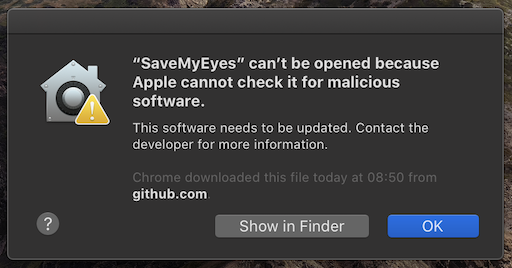 “SaveMyEyes” can’t be opened because
Apple cannot check it for malicious
software.
This software needs to be updated. Contact the
developer for more information.
Chrome downloaded this file today at 08:50 from
github.com.
?
Show in Finder
OK